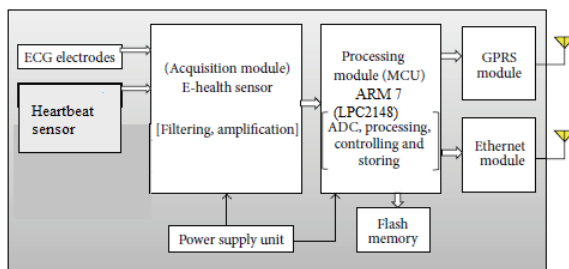 ECG electrodes
Heartbeat
sensor
(Acquisition module)
E-health sensor
[Filtering, amplification]
Processing
module (MCU)
ARM 7
(LPC2148)
[ADC, processing,
controlling and
storing]
GPRS
module
Ethernet
module
Power supply unit
Flash
memory